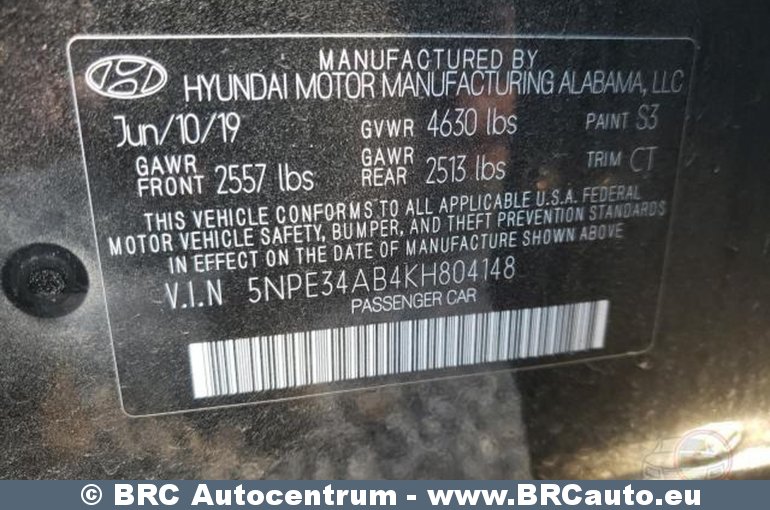 MANUFACTURED BY
HYUNDAI MOTOR MANUFACTURING ALABAMA, LLC
Jun/10/19 GVWR 4630 lbs PAINT S3
GAWR FRONT 2557 lbs GAWR REAR 2513 lbs TRIM CT
THIS VEHICLE CONFORMS TO ALL APPLICABLE U.S.A. FEDERAL
MOTOR VEHICLE SAFETY, BUMPER, AND THEFT PREVENTION STANDARDS
IN EFFECT ON THE DATE OF MANUFACTURE SHOWN ABOVE
V.I.N 5NPE34AB4KH804148
PASSENGER CAR
© BRC Autocentrum - www.BRCauto.eu